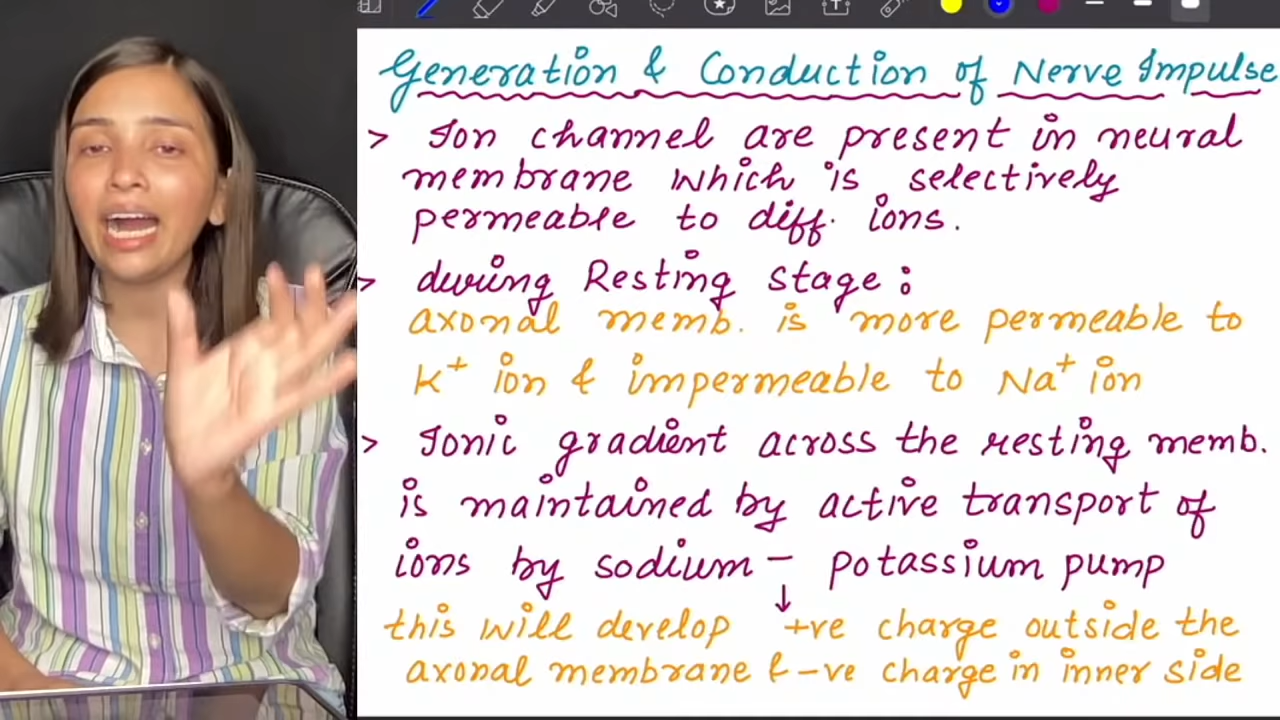 Generation & Conduction of Nerve Impulse
> Ion channel are present in neural
membrane which is selectively
permeable to diff. ions.
> during Resting stage :
axonal memb. is more permeable to
K+ ion & impermeable to Na+ ion
> Ionic gradient across the resting memb.
is maintained by active transport of
ions by sodium – potassium pump
↓
this will develop +ve charge outside the
axonal membrane & -ve charge in inner side